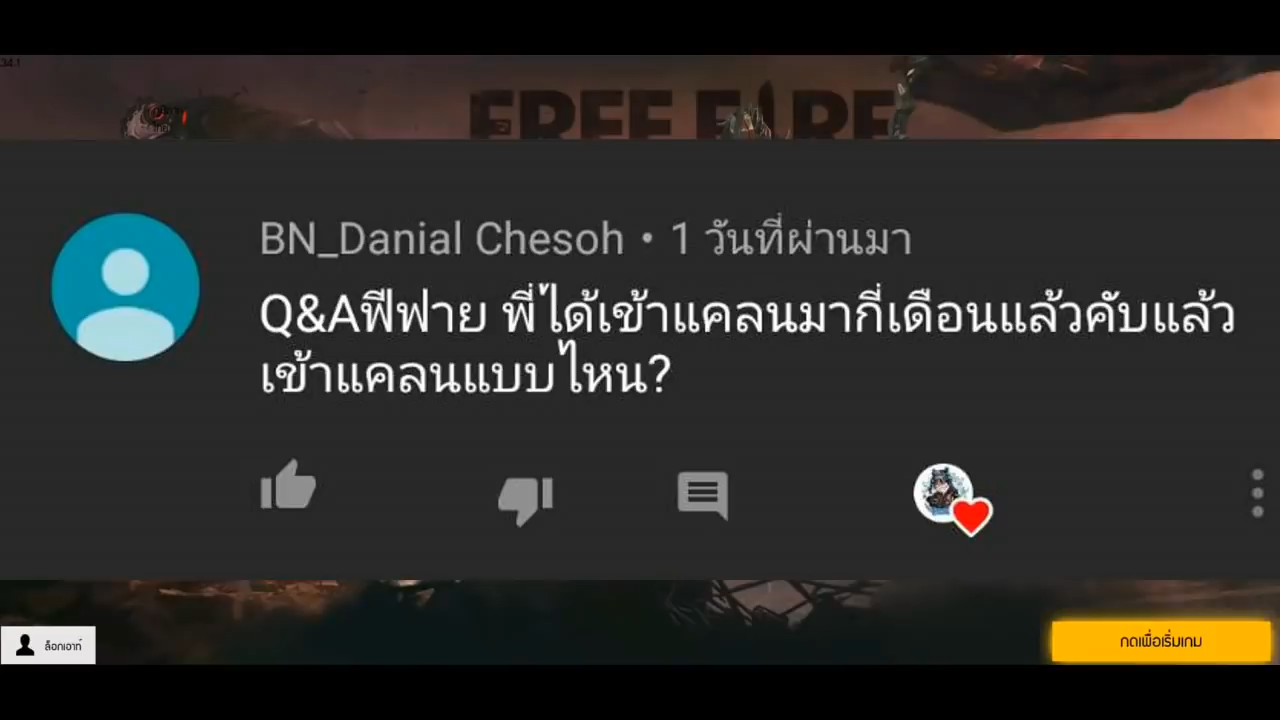 34.1
FREE FIRE
BN_Danial Chesoh • 1 วันที่ผ่านมา
Q&Aฟีฟาย พี่ได้เข้าแคลนมากี่เดือนแล้วคับแล้ว
เข้าแคลนแบบไหน?
ล็อกเอาท์
กดเพื่อเริ่มเกม